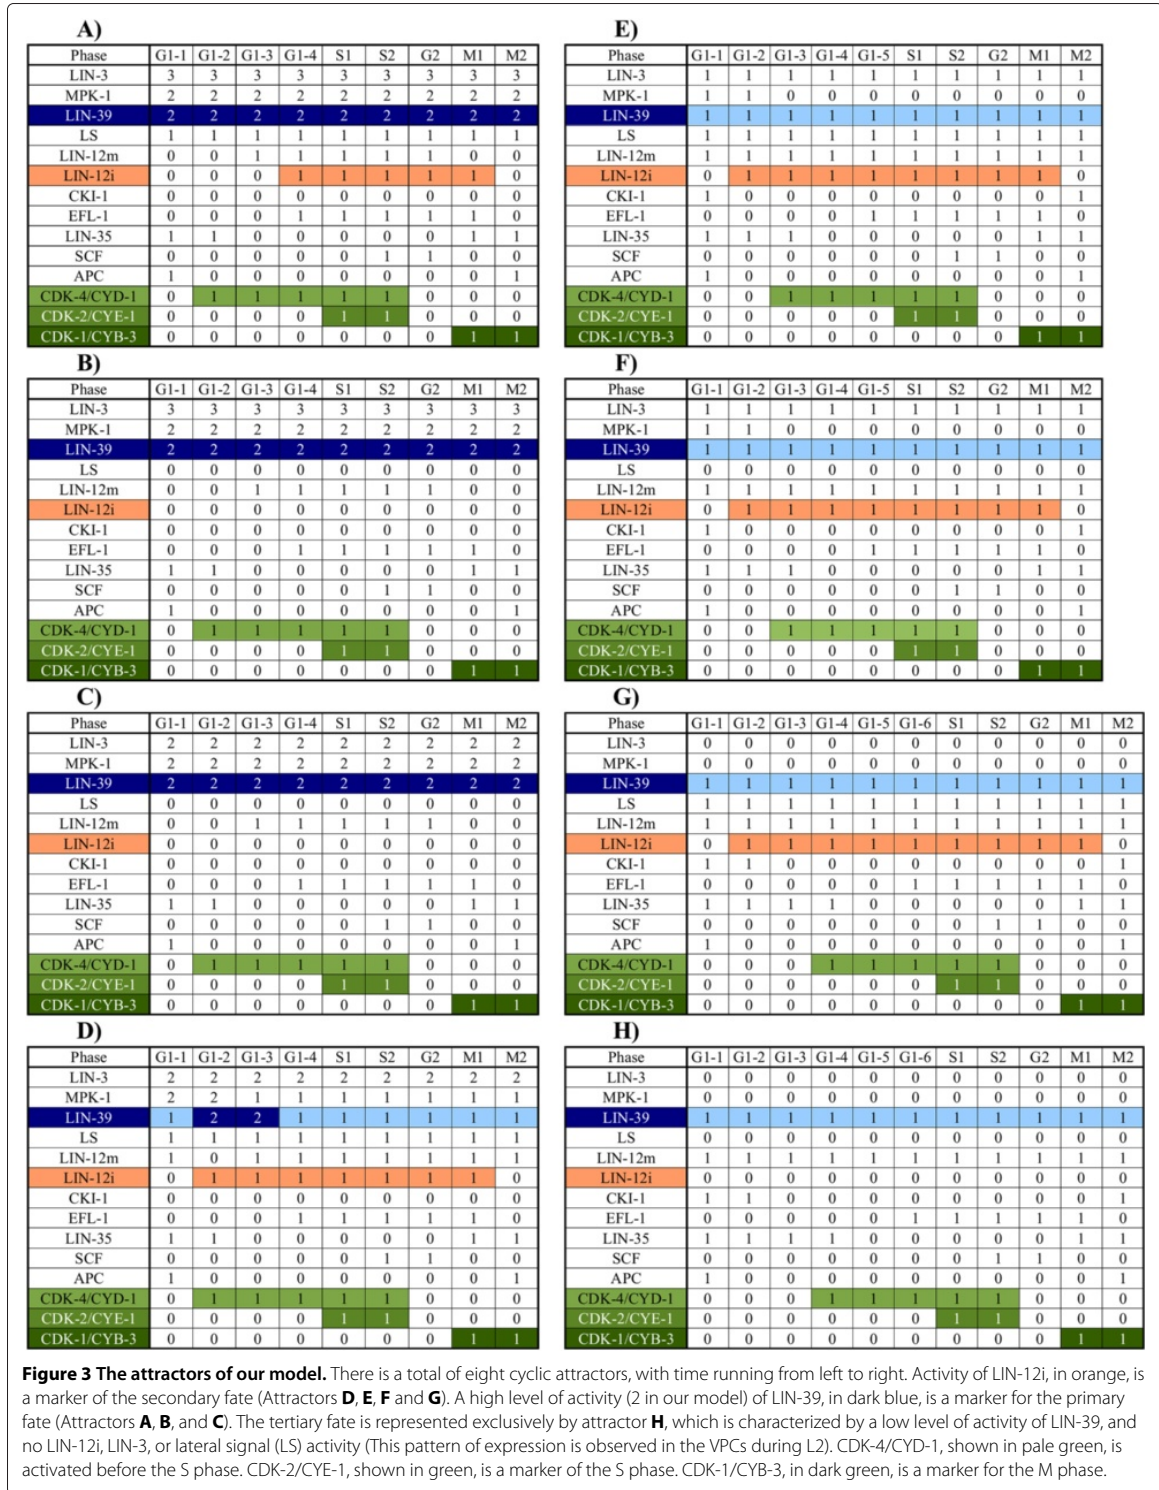 A)
Phase G1-1 G1-2 G1-3 G1-4 S1 S2 G2 M1 M2
LIN-3 3 3 3 3 3 3 3 3 3
MPK-1 2 2 2 2 2 2 2 2 2
LIN-39 2 2 2 2 2 2 2 2 2
LS 1 1 1 1 1 1 1 1 1
LIN-12m 0 0 1 1 1 1 1 0 0
LIN-12i 0 0 0 1 1 1 1 1 0
CKI-1 0 0 0 0 0 0 0 0 0
EFL-1 0 0 0 1 1 1 1 1 0
LIN-35 1 1 0 0 0 0 0 1 1
SCF 0 0 0 0 0 1 1 0 0
APC 1 0 0 0 0 0 0 0 1
CDK-4/CYD-1 0 1 1 1 1 1 0 0 0
CDK-2/CYE-1 0 0 0 0 1 1 0 0 0
CDK-1/CYB-3 0 0 0 0 0 0 0 1 1
B)
Phase G1-1 G1-2 G1-3 G1-4 S1 S2 G2 M1 M2
LIN-3 3 3 3 3 3 3 3 3 3
MPK-1 2 2 2 2 2 2 2 2 2
LIN-39 2 2 2 2 2 2 2 2 2
LS 0 0 0 0 0 0 0 0 0
LIN-12m 0 0 1 1 1 1 1 0 0
LIN-12i 0 0 0 0 0 0 0 0 0
CKI-1 0 0 0 0 0 0 0 0 0
EFL-1 0 0 0 1 1 1 1 1 0
LIN-35 1 1 0 0 0 0 0 1 1
SCF 0 0 0 0 0 1 1 0 0
APC 1 0 0 0 0 0 0 0 1
CDK-4/CYD-1 0 1 1 1 1 1 0 0 0
CDK-2/CYE-1 0 0 0 0 1 1 0 0 0
CDK-1/CYB-3 0 0 0 0 0 0 0 1 1
C)
Phase G1-1 G1-2 G1-3 G1-4 S1 S2 G2 M1 M2
LIN-3 2 2 2 2 2 2 2 2 2
MPK-1 2 2 2 2 2 2 2 2 2
LIN-39 2 2 2 2 2 2 2 2 2
LS 0 0 0 0 0 0 0 0 0
LIN-12m 0 0 1 1 1 1 1 0 0
LIN-12i 0 0 0 0 0 0 0 0 0
CKI-1 0 0 0 0 0 0 0 0 0
EFL-1 0 0 0 1 1 1 1 1 0
LIN-35 1 1 0 0 0 0 0 1 1
SCF 0 0 0 0 0 1 1 0 0
APC 1 0 0 0 0 0 0 0 1
CDK-4/CYD-1 0 1 1 1 1 1 0 0 0
CDK-2/CYE-1 0 0 0 0 1 1 0 0 0
CDK-1/CYB-3 0 0 0 0 0 0 0 1 1
D)
Phase G1-1 G1-2 G1-3 G1-4 S1 S2 G2 M1 M2
LIN-3 2 2 2 2 2 2 2 2 2
MPK-1 2 2 1 1 1 1 1 1 1
LIN-39 1 2 2 1 1 1 1 1 1
LS 1 1 1 1 1 1 1 1 1
LIN-12m 1 0 1 1 1 1 1 1 1
LIN-12i 0 1 1 1 1 1 1 1 0
CKI-1 0 0 0 0 0 0 0 0 0
EFL-1 0 0 0 1 1 1 1 1 0
LIN-35 1 1 0 0 0 0 0 1 1
SCF 0 0 0 0 0 1 1 0 0
APC 1 0 0 0 0 0 0 0 1
CDK-4/CYD-1 0 1 1 1 1 1 0 0 0
CDK-2/CYE-1 0 0 0 0 1 1 0 0 0
CDK-1/CYB-3 0 0 0 0 0 0 0 1 1
E)
Phase G1-1 G1-2 G1-3 G1-4 G1-5 S1 S2 G2 M1 M2
LIN-3 1 1 1 1 1 1 1 1 1 1
MPK-1 1 1 0 0 0 0 0 0 0 0
LIN-39 1 1 1 1 1 1 1 1 1 1
LS 1 1 1 1 1 1 1 1 1 1
LIN-12m 1 1 1 1 1 1 1 1 1 1
LIN-12i 0 1 1 1 1 1 1 1 1 0
CKI-1 1 0 0 0 0 0 0 0 0 1
EFL-1 0 0 0 0 1 1 1 1 1 0
LIN-35 1 1 1 0 0 0 0 0 1 1
SCF 0 0 0 0 0 0 1 1 0 0
APC 1 0 0 0 0 0 0 0 0 1
CDK-4/CYD-1 0 0 1 1 1 1 1 0 0 0
CDK-2/CYE-1 0 0 0 0 0 1 1 0 0 0
CDK-1/CYB-3 0 0 0 0 0 0 0 0 1 1
F)
Phase G1-1 G1-2 G1-3 G1-4 G1-5 S1 S2 G2 M1 M2
LIN-3 1 1 1 1 1 1 1 1 1 1
MPK-1 1 1 0 0 0 0 0 0 0 0
LIN-39 1 1 1 1 1 1 1 1 1 1
LS 0 0 0 0 0 0 0 0 0 0
LIN-12m 1 1 1 1 1 1 1 1 1 1
LIN-12i 0 1 1 1 1 1 1 1 1 0
CKI-1 1 0 0 0 0 0 0 0 0 1
EFL-1 0 0 0 0 1 1 1 1 1 0
LIN-35 1 1 1 0 0 0 0 0 1 1
SCF 0 0 0 0 0 0 1 1 0 0
APC 1 0 0 0 0 0 0 0 0 1
CDK-4/CYD-1 0 0 1 1 1 1 1 0 0 0
CDK-2/CYE-1 0 0 0 0 0 1 1 0 0 0
CDK-1/CYB-3 0 0 0 0 0 0 0 0 1 1
G)
Phase G1-1 G1-2 G1-3 G1-4 G1-5 G1-6 S1 S2 G2 M1 M2
LIN-3 0 0 0 0 0 0 0 0 0 0 0
MPK-1 0 0 0 0 0 0 0 0 0 0 0
LIN-39 1 1 1 1 1 1 1 1 1 1 1
LS 1 1 1 1 1 1 1 1 1 1 1
LIN-12m 1 1 1 1 1 1 1 1 1 1 1
LIN-12i 0 1 1 1 1 1 1 1 1 1 0
CKI-1 1 1 0 0 0 0 0 0 0 0 1
EFL-1 0 0 0 0 0 1 1 1 1 1 0
LIN-35 1 1 1 1 0 0 0 0 0 1 1
SCF 0 0 0 0 0 0 0 1 1 0 0
APC 1 0 0 0 0 0 0 0 0 0 1
CDK-4/CYD-1 0 0 0 1 1 1 1 1 0 0 0
CDK-2/CYE-1 0 0 0 0 0 0 1 1 0 0 0
CDK-1/CYB-3 0 0 0 0 0 0 0 0 0 1 1
H)
Phase G1-1 G1-2 G1-3 G1-4 G1-5 G1-6 S1 S2 G2 M1 M2
LIN-3 0 0 0 0 0 0 0 0 0 0 0
MPK-1 0 0 0 0 0 0 0 0 0 0 0
LIN-39 1 1 1 1 1 1 1 1 1 1 1
LS 0 0 0 0 0 0 0 0 0 0 0
LIN-12m 1 1 1 1 1 1 1 1 1 1 1
LIN-12i 0 0 0 0 0 0 0 0 0 0 0
CKI-1 1 1 0 0 0 0 0 0 0 0 1
EFL-1 0 0 0 0 0 1 1 1 1 1 0
LIN-35 1 1 1 1 0 0 0 0 0 1 1
SCF 0 0 0 0 0 0 0 1 1 0 0
APC 1 0 0 0 0 0 0 0 0 0 1
CDK-4/CYD-1 0 0 0 1 1 1 1 1 0 0 0
CDK-2/CYE-1 0 0 0 0 0 0 1 1 0 0 0
CDK-1/CYB-3 0 0 0 0 0 0 0 0 0 1 1
Figure 3 The attractors of our model. There is a total of eight cyclic attractors, with time running from left to right. Activity of LIN-12i, in orange, is
a marker of the secondary fate (Attractors D, E, F and G). A high level of activity (2 in our model) of LIN-39, in dark blue, is a marker for the primary
fate (Attractors A, B, and C). The tertiary fate is represented exclusively by attractor H, which is characterized by a low level of activity of LIN-39, and
no LIN-12i, LIN-3, or lateral signal (LS) activity (This pattern of expression is observed in the VPCs during L2). CDK-4/CYD-1, shown in pale green, is
activated before the S phase. CDK-2/CYE-1, shown in green, is a marker of the S phase. CDK-1/CYB-3, in dark green, is a marker for the M phase.